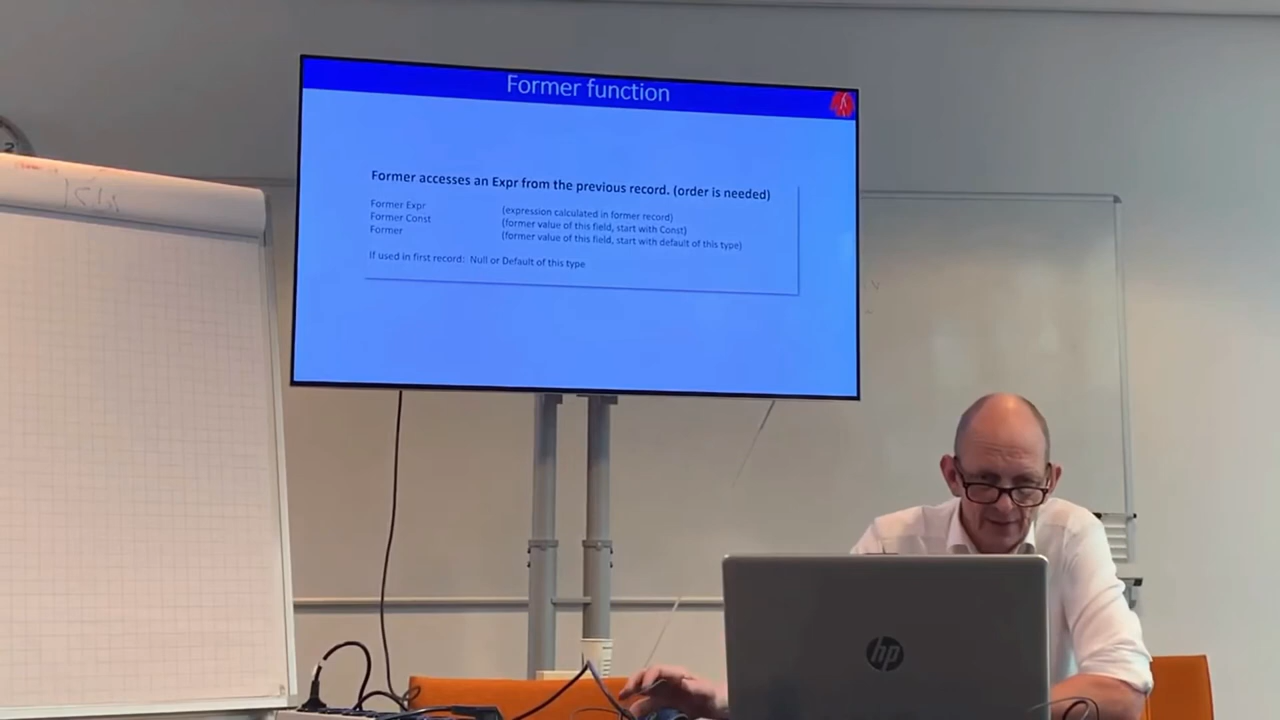 Former function
Former accesses an Expr from the previous record. (order is needed)
Former Expr (expression calculated in former record)
Former Const (former value of this field, start with Const)
Former (former value of this field, start with default of this type)
If used in first record: Null or Default of this type
2
hp